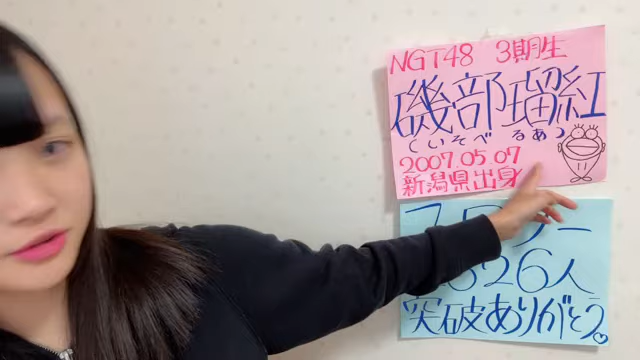 NGT48 3期生
磯部瑠紅
(いそべ るあ)
2007.05.07
新潟県出身
326人
突破ありがとう